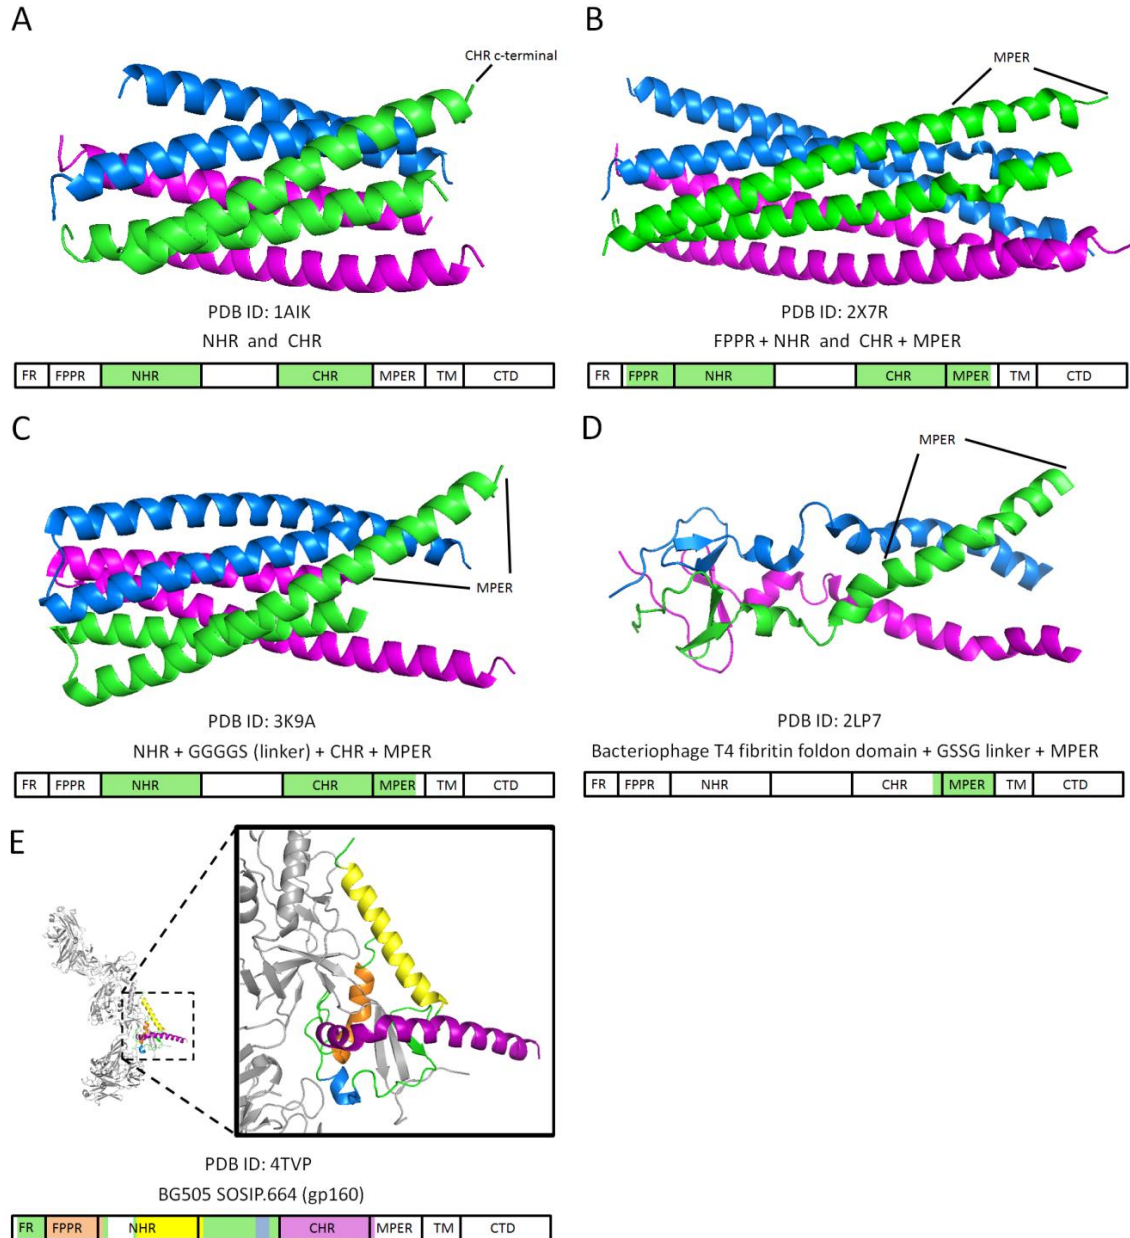 A
CHR c-terminal
PDB ID: 1AIK
NHR and CHR
FR FPPR NHR CHR MPER TM CTD
B
MPER
PDB ID: 2X7R
FPPR + NHR and CHR + MPER
FR FPPR NHR CHR MPER TM CTD
C
MPER
PDB ID: 3K9A
NHR + GGGGS (linker) + CHR + MPER
FR FPPR NHR CHR MPER TM CTD
D
MPER
PDB ID: 2LP7
Bacteriophage T4 fibritin foldon domain + GSSG linker + MPER
FR FPPR NHR CHR MPER TM CTD
E
PDB ID: 4TVP
BG505 SOSIP.664 (gp160)
FR FPPR NHR CHR MPER TM CTD